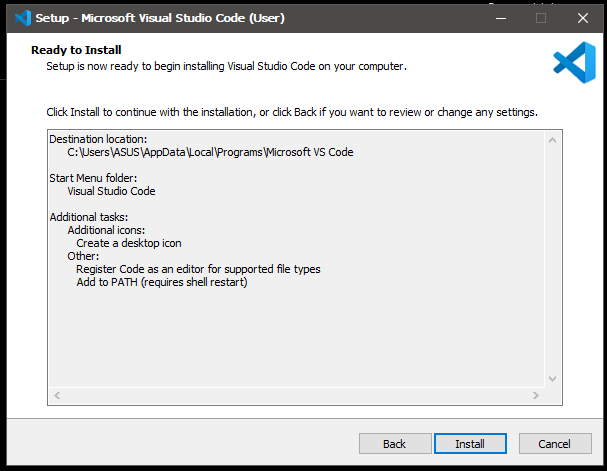 Setup - Microsoft Visual Studio Code (User)
Ready to Install
Setup is now ready to begin installing Visual Studio Code on your computer.
Click Install to continue with the installation, or click Back if you want to review or change any settings.
Destination location:
C:\Users\ASUS\AppData\Local\Programs\Microsoft VS Code
Start Menu folder:
Visual Studio Code
Additional tasks:
Additional icons:
Create a desktop icon
Other:
Register Code as an editor for supported file types
Add to PATH (requires shell restart)
Back
Install
Cancel